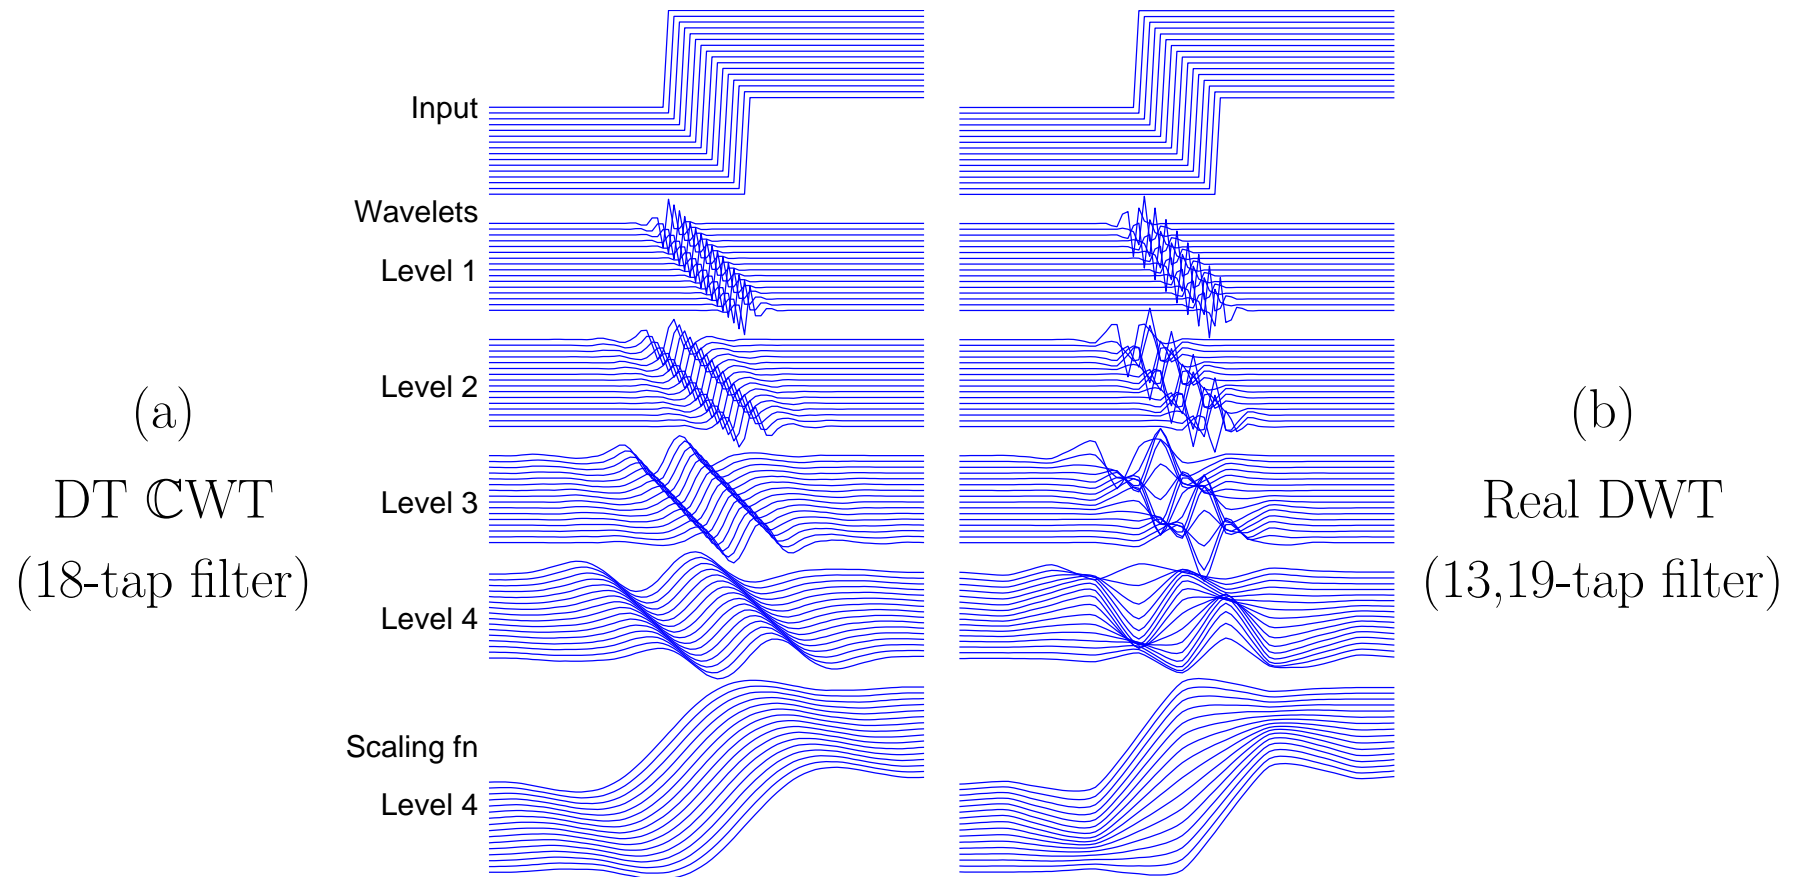 Input
Wavelets
Level 1
Level 2
Level 3
Level 4
Scaling fn
Level 4
(a)
DT ℂWT
(18-tap filter)
(b)
Real DWT
(13,19-tap filter)